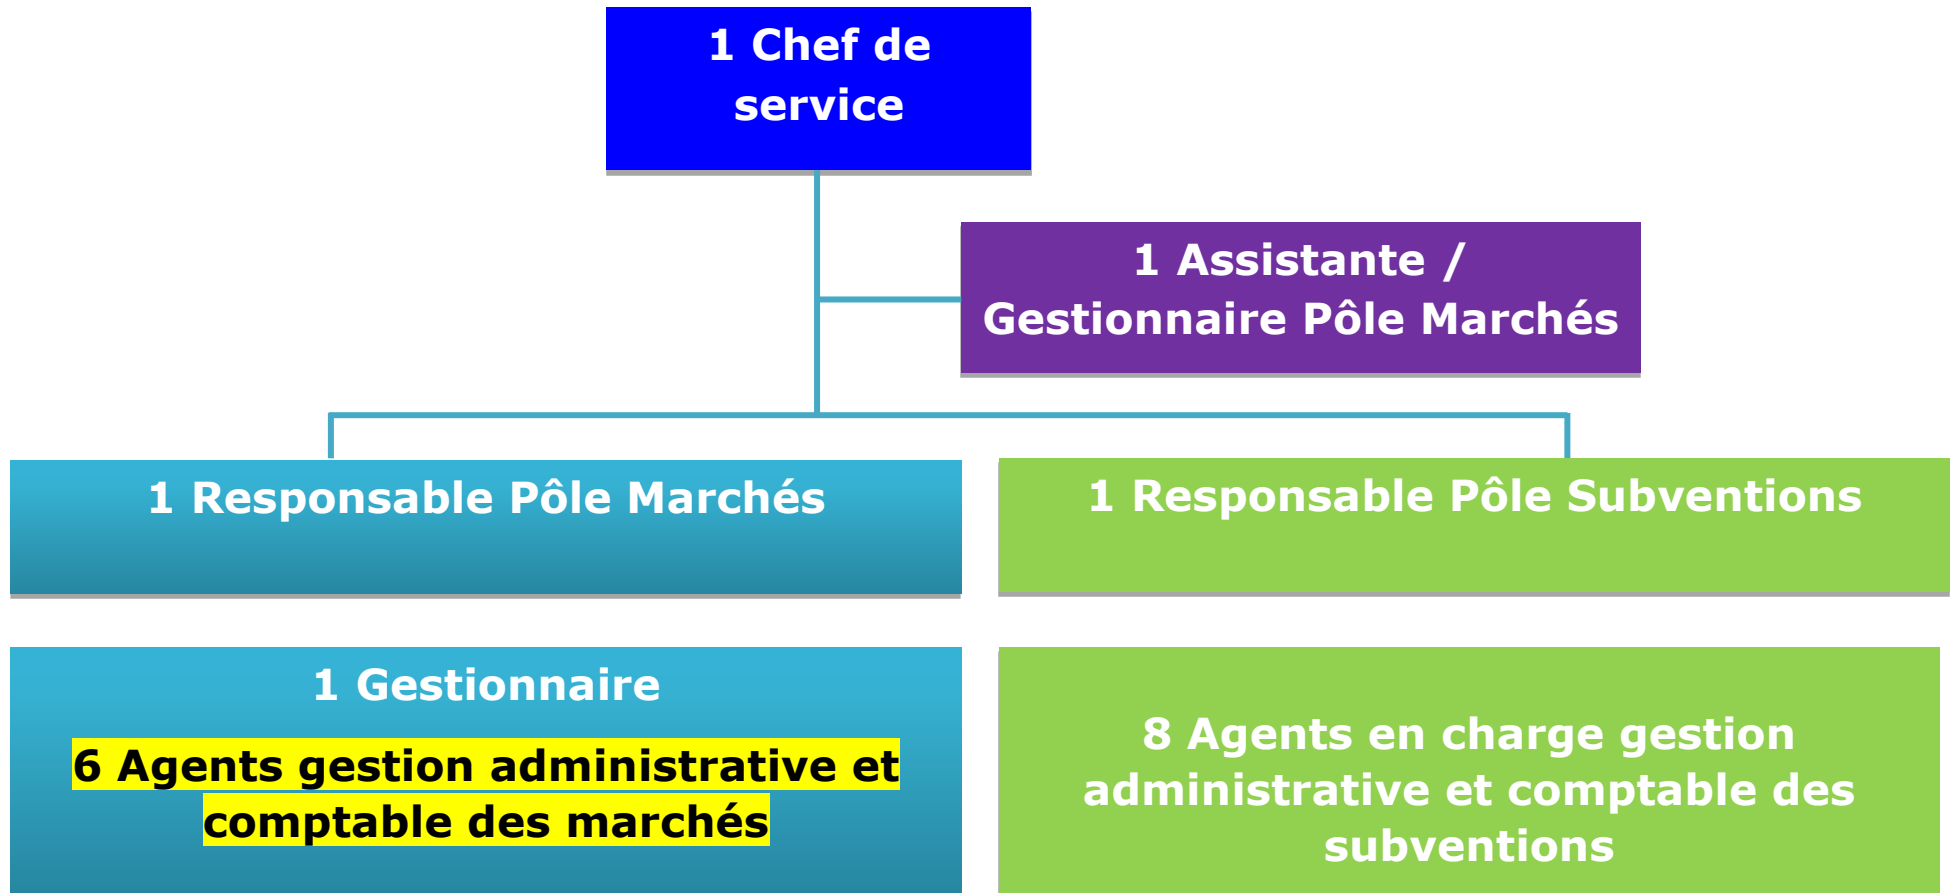 1 Chef de
service
1 Assistante /
Gestionnaire Pôle Marchés
1 Responsable Pôle Marchés
1 Responsable Pôle Subventions
1 Gestionnaire
6 Agents gestion administrative et
comptable des marchés
8 Agents en charge gestion
administrative et comptable des
subventions